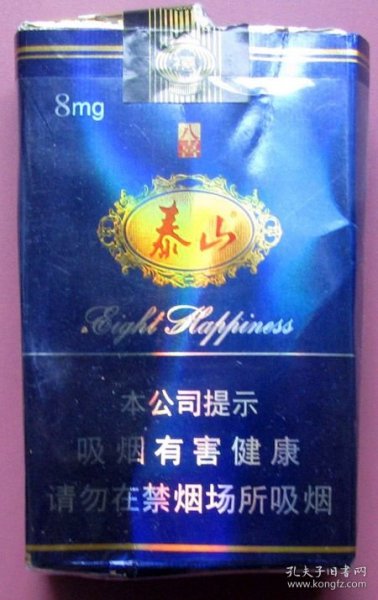 8mg
八喜
泰山®
Eight Happiness
本公司提示
吸烟有害健康
请勿在禁烟场所吸烟
孔夫子旧书网
www.kongfz.com